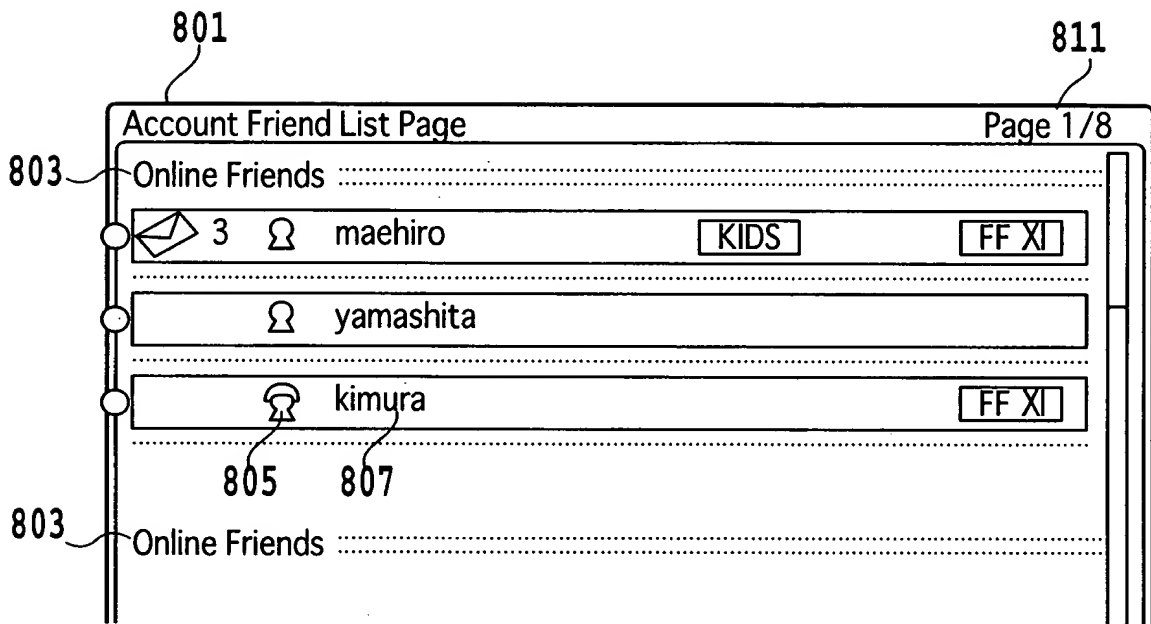 801
811
Account Friend List Page Page 1/8
803 Online Friends
3 maehiro KIDS FF XI
yamashita
kimura FF XI
805 807
803 Online Friends